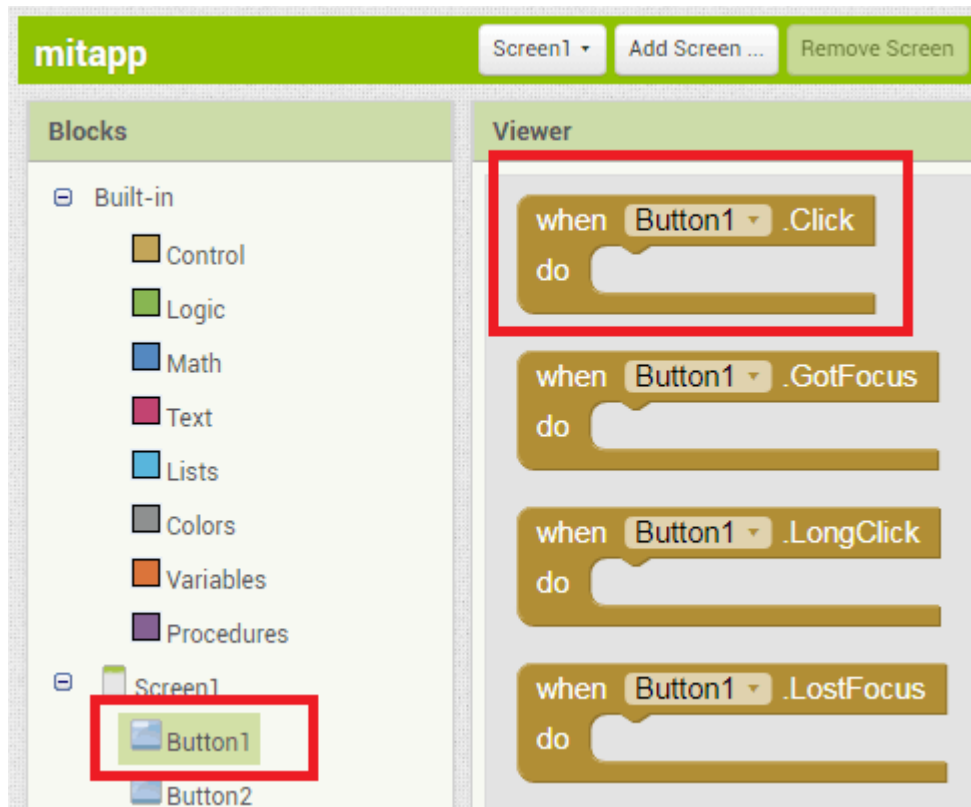 mitapp
Screen1
Add Screen ...
Remove Screen
Blocks
Viewer
Built-in
Control
Logic
Math
Text
Lists
Colors
Variables
Procedures
Screen1
Button1
Button2
when Button1 .Click
do
when Button1 .GotFocus
do
when Button1 .LongClick
do
when Button1 .LostFocus
do